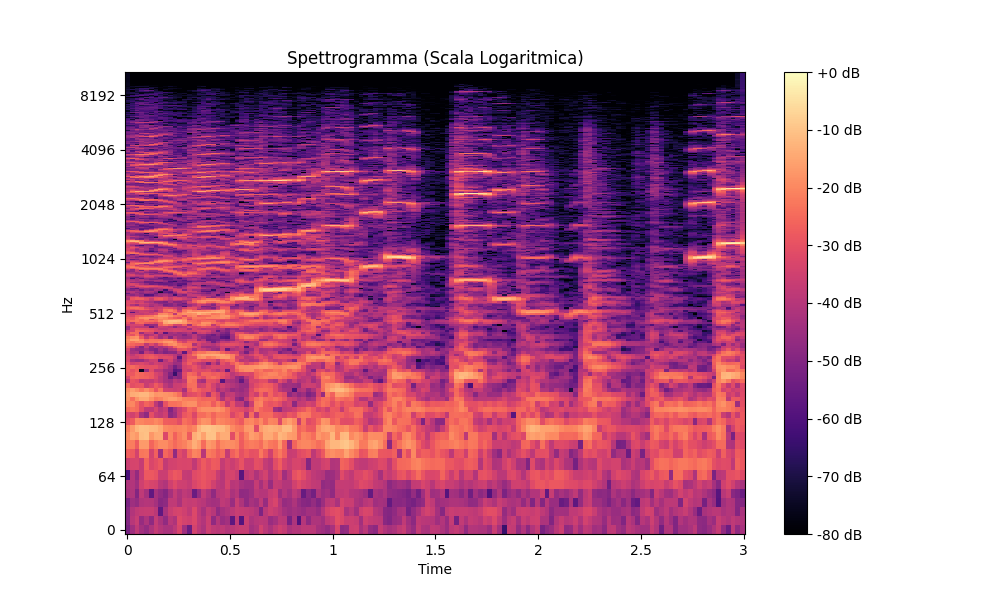 Spettrogramma (Scala Logaritmica)
8192
4096
2048
1024
512
256
128
64
0
Hz
0
0.5
1
1.5
2
2.5
3
Time
+0 dB
-10 dB
-20 dB
-30 dB
-40 dB
-50 dB
-60 dB
-70 dB
-80 dB